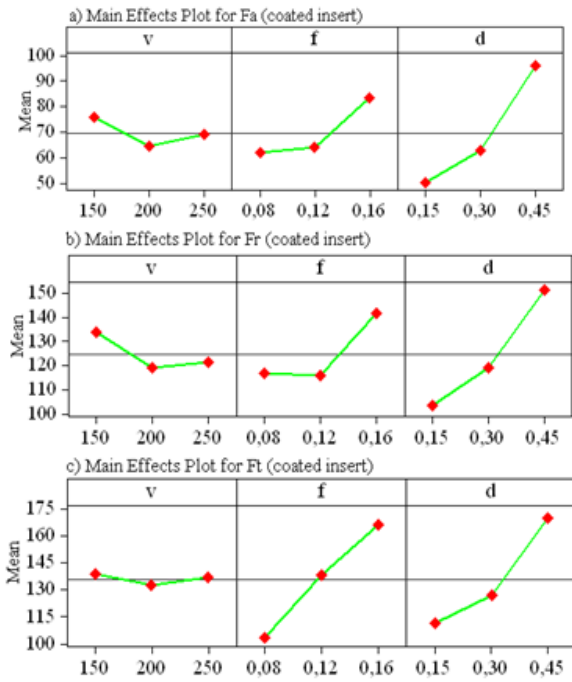 a) Main Effects Plot for Fa (coated insert)
v f d
Mean
100
90
80
70
60
50
150 200 250 0,08 0,12 0,16 0,15 0,30 0,45
b) Main Effects Plot for Fr (coated insert)
v f d
Mean
150
140
130
120
110
100
150 200 250 0,08 0,12 0,16 0,15 0,30 0,45
c) Main Effects Plot for Ft (coated insert)
v f d
Mean
175
160
145
130
115
100
150 200 250 0,08 0,12 0,16 0,15 0,30 0,45